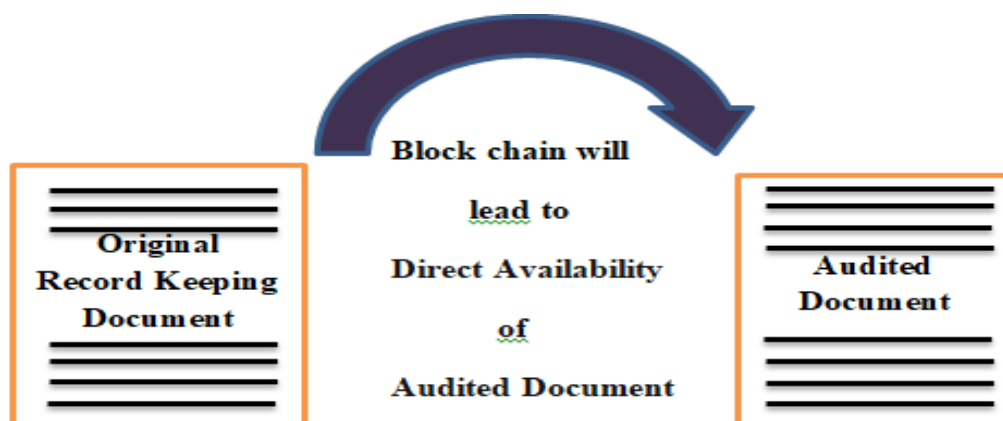 Original
Record Keeping
Document
Block chain will
lead to
Direct Availability
of
Audited Document
Audited
Document